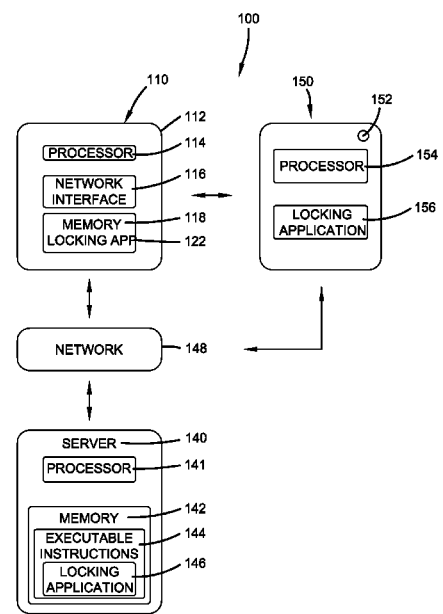 100
110
112
PROCESSOR
114
NETWORK
INTERFACE
116
MEMORY
118
LOCKING APP
122
150
152
PROCESSOR
154
LOCKING
APPLICATION
156
NETWORK
148
SERVER
140
PROCESSOR
141
MEMORY
142
EXECUTABLE
INSTRUCTIONS
144
LOCKING
APPLICATION
146